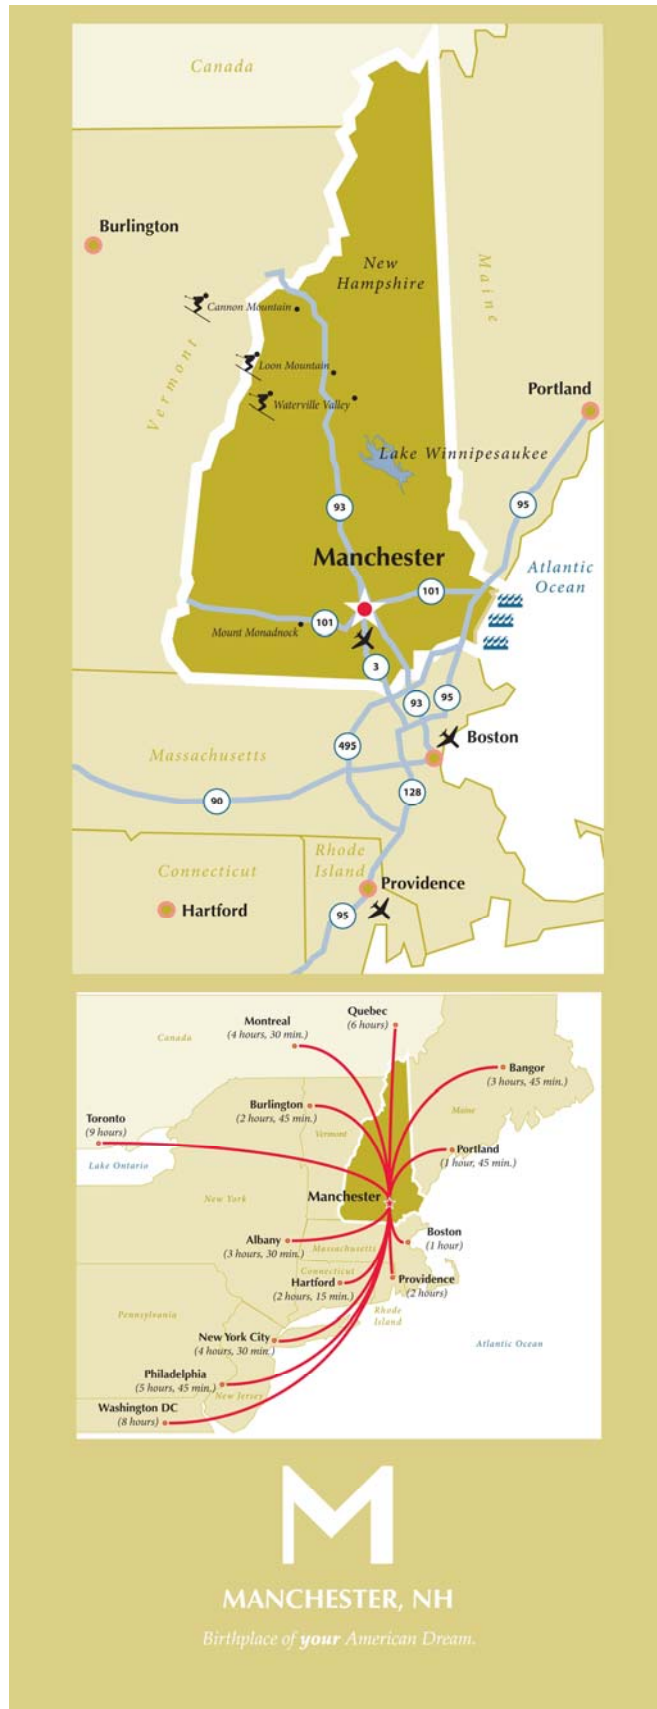 Canada
Burlington
New
Hampshire
Maine
Cannon Mountain
Vermont
Loon Mountain
Waterville Valley
Portland
Lake Winnipesaukee
93
95
Manchester
Atlantic
Ocean
101
101
Mount Monadnock
3
93
95
Boston
495
Massachusetts
90
128
Rhode
Island
Connecticut
Providence
Hartford
95
Quebec
(6 hours)
Montreal
(4 hours, 30 min.)
Canada
Bangor
(3 hours, 45 min.)
Burlington
(2 hours, 45 min.)
Maine
Toronto
(9 hours)
Vermont
Portland
(1 hour, 45 min.)
Lake Ontario
New York
Manchester
Boston
(1 hour)
Albany
(3 hours, 30 min.)
Massachusetts
Connecticut
Hartford
(2 hours, 15 min.)
Providence
(2 hours)
Rhode
Island
Pennsylvania
New York City
(4 hours, 30 min.)
Atlantic Ocean
Philadelphia
(5 hours, 45 min.)
New Jersey
Washington DC
(8 hours)
M
MANCHESTER, NH
Birthplace of your American Dream.